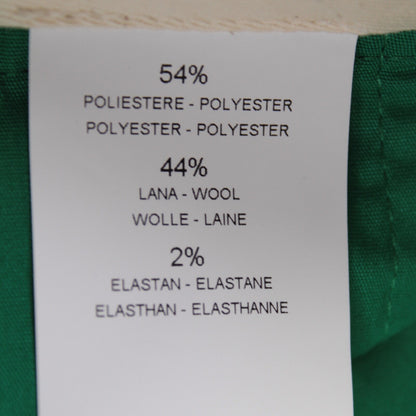 54%
POLIESTERE - POLYESTER
POLYESTER - POLYESTER
44%
LANA - WOOL
WOLLE - LAINE
2%
ELASTAN - ELASTANE
ELASTHAN - ELASTHANNE